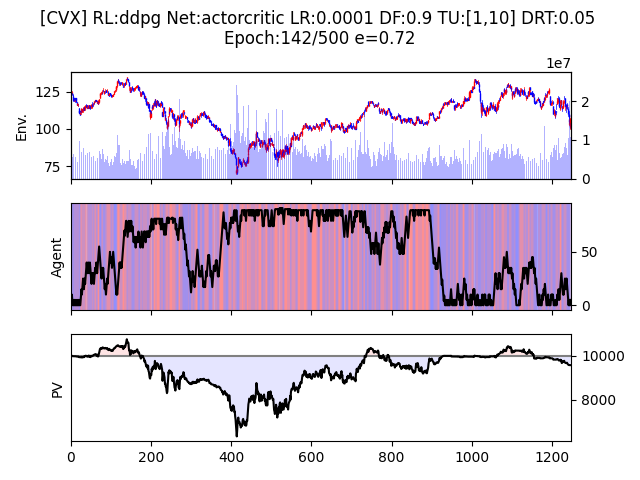 [CVX] RL:ddpg Net:actorcritic LR:0.0001 DF:0.9 TU:[1,10] DRT:0.05
Epoch:142/500 e=0.72
1e7
125
100
75
Env.
2
1
0
Agent
50
0
PV
10000
8000
0
200
400
600
800
1000
1200